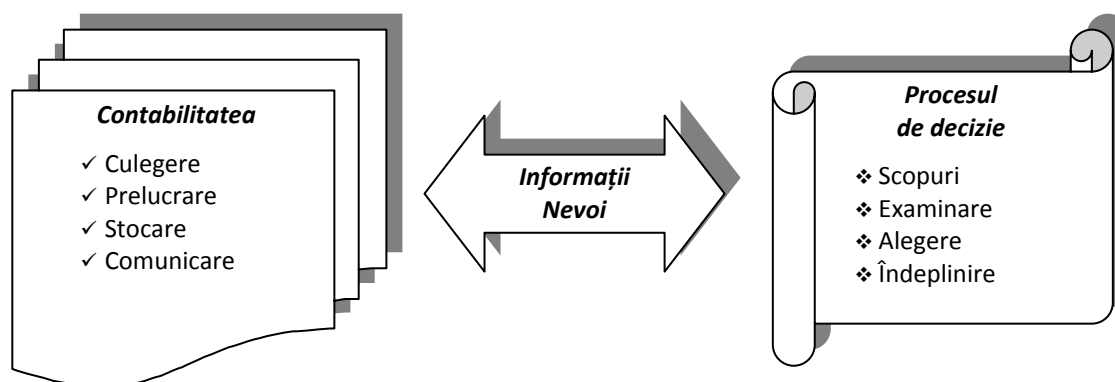 Contabilitatea
✓ Culegere
✓ Prelucrare
✓ Stocare
✓ Comunicare
Informații
Nevoi
Procesul
de decizie
❖ Scopuri
❖ Examinare
❖ Alegere
❖ Îndeplinire